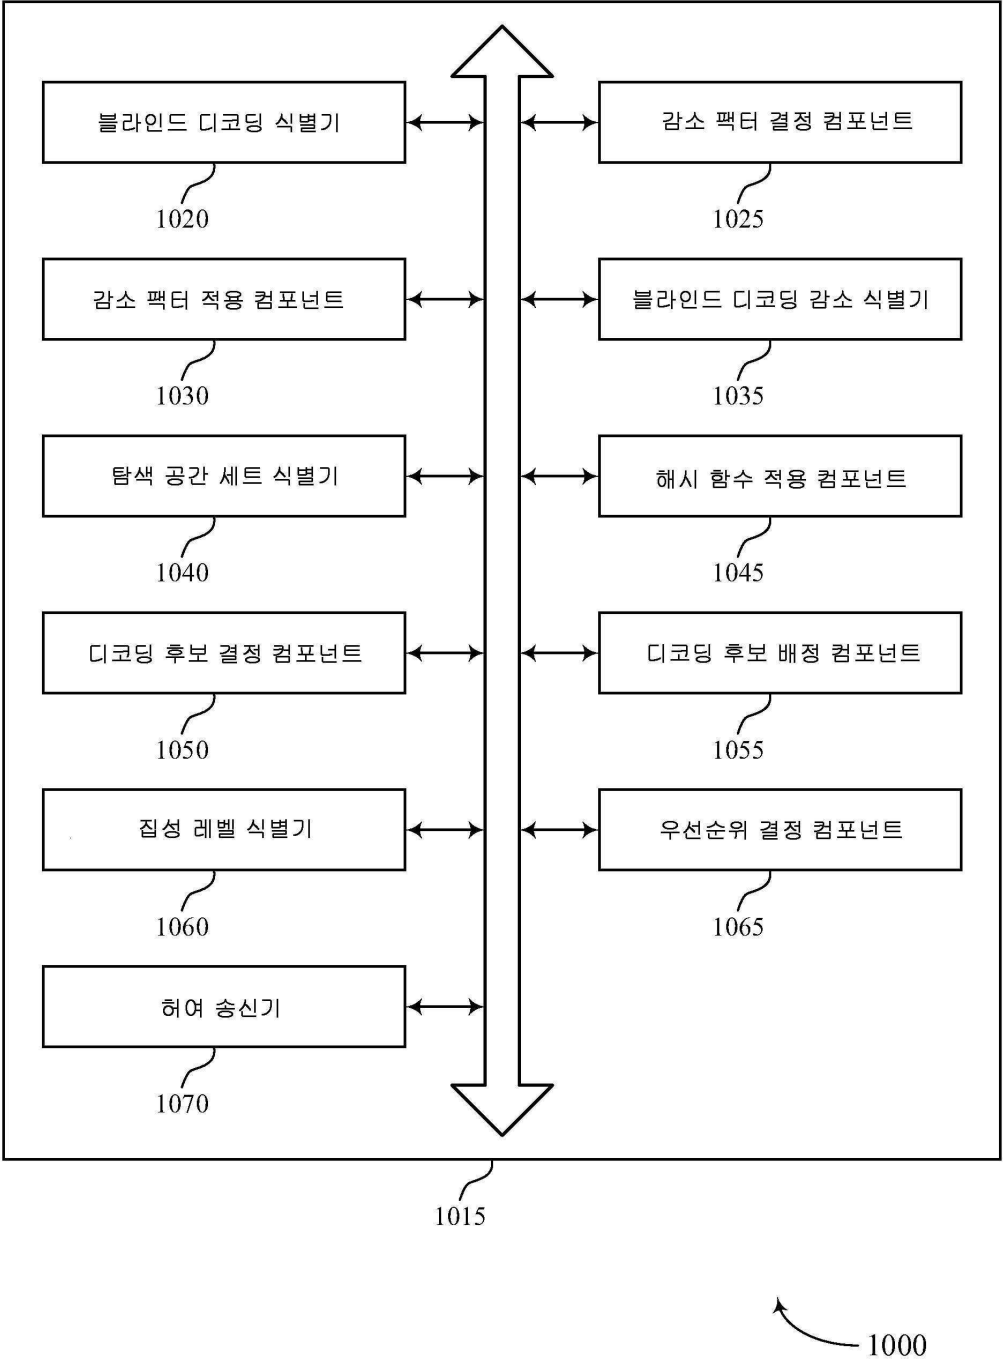 블라인드 디코딩 식별기
1020
감소 팩터 결정 컴포넌트
1025
감소 팩터 적용 컴포넌트
1030
블라인드 디코딩 감소 식별기
1035
탐색 공간 세트 식별기
1040
해시 함수 적용 컴포넌트
1045
디코딩 후보 결정 컴포넌트
1050
디코딩 후보 배정 컴포넌트
1055
집성 레벨 식별기
1060
우선순위 결정 컴포넌트
1065
허여 송신기
1070
1015
1000